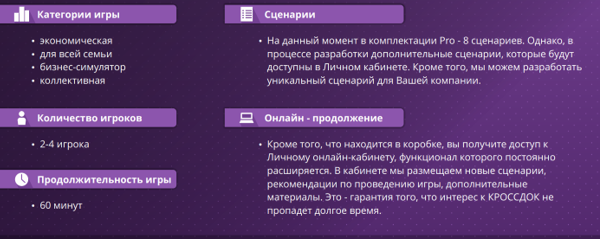 Категории игры
• экономическая
• для всей семьи
• бизнес-симулятор
• коллективная
Количество игроков
• 2-4 игрока
Продолжительность игры
• 60 минут
Сценарии
• На данный момент в комплектации Pro - 8 сценариев. Однако, в
процессе разработки дополнительные сценарии, которые будут
доступны в Личном кабинете. Кроме того, мы можем разработать
уникальный сценарий для Вашей компании.
Онлайн - продолжение
• Кроме того, что находится в коробке, вы получите доступ к
Личному онлайн-кабинету, функционал которого постоянно
расширяется. В кабинете мы размещаем новые сценарии,
рекомендации по проведению игры, дополнительные
материалы. Это - гарантия того, что интерес к КРОССДОК не
пропадет долгое время.